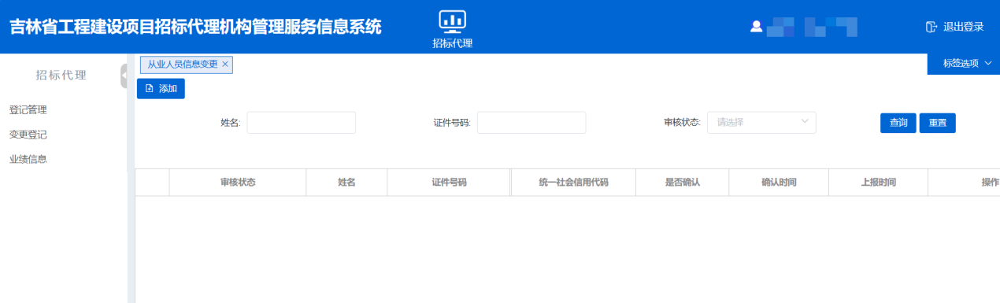 吉林省工程建设项目招标代理机构管理服务信息系统
招标代理
退出登录
招标代理
从业人员信息变更 ×
标签选项
添加
登记管理
变更登记
业绩信息
姓名: 证件号码: 审核状态: 请选择 查询 重置
审核状态 姓名 证件号码 统一社会信用代码 是否确认 确认时间 上报时间 操作